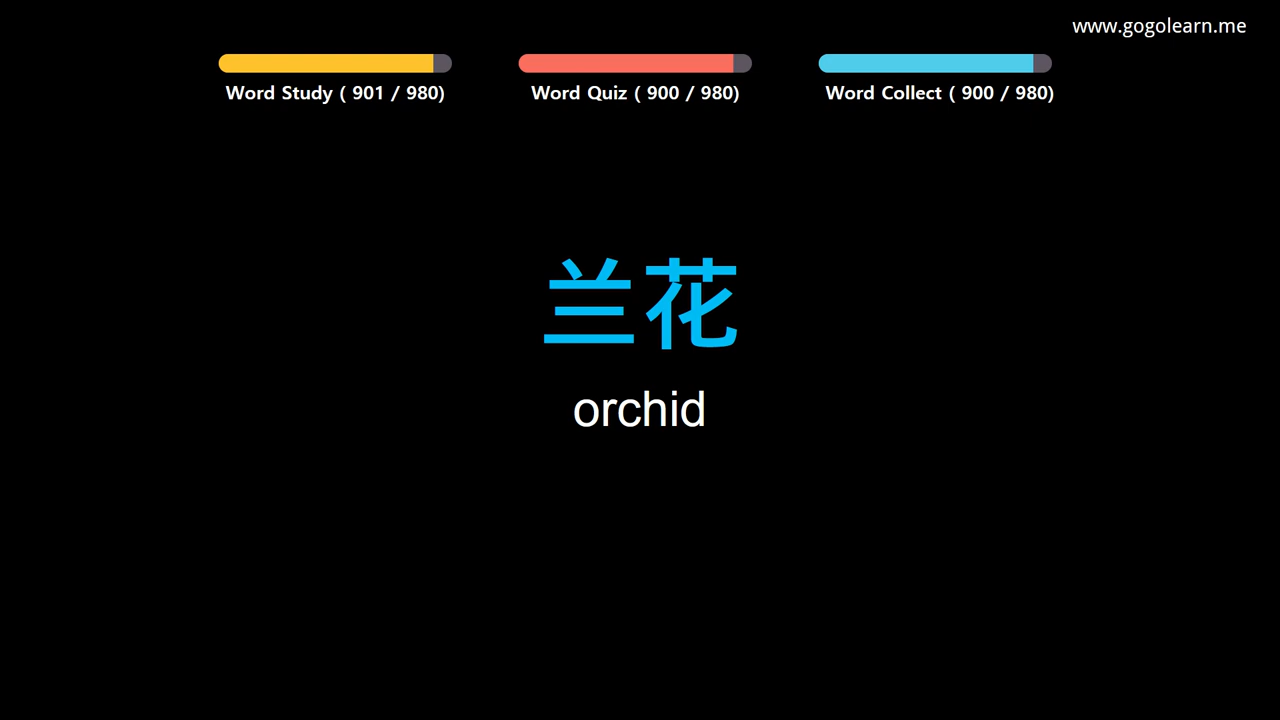 www.gogolearn.me
Word Study ( 901 / 980)
Word Quiz ( 900 / 980)
Word Collect ( 900 / 980)
兰花
orchid